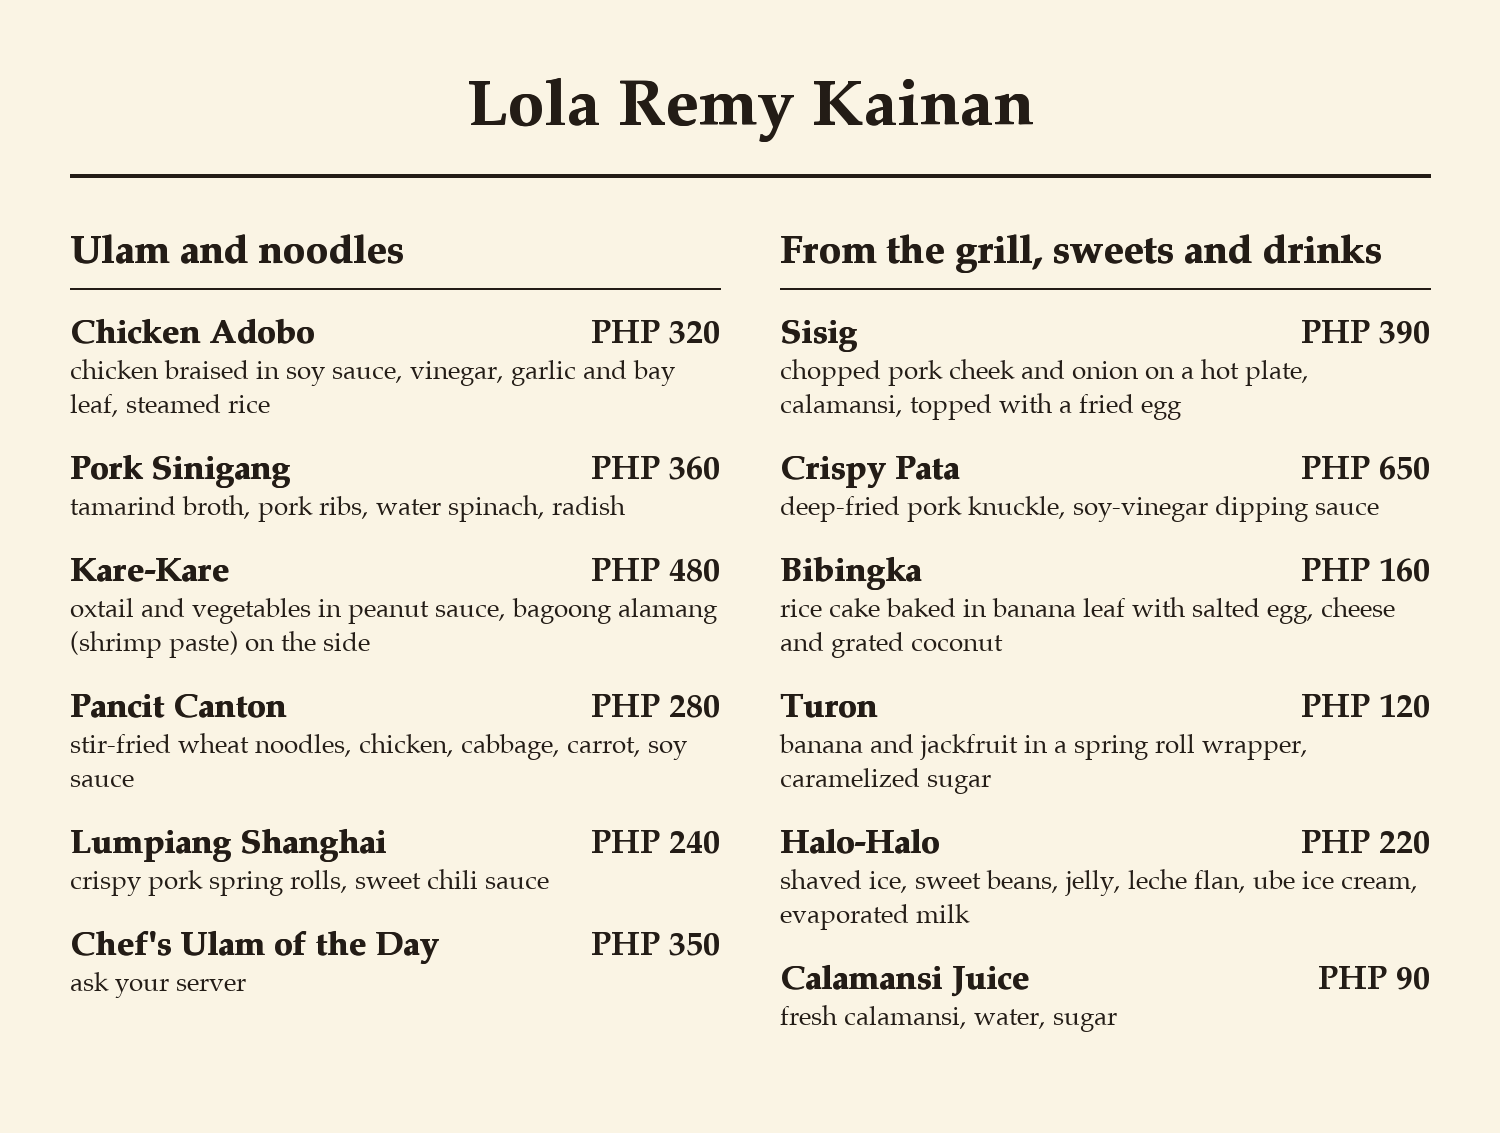 Lola Remy Kainan
Ulam and noodles
Chicken Adobo PHP 320
chicken braised in soy sauce, vinegar, garlic and bay
leaf, steamed rice
Pork Sinigang PHP 360
tamarind broth, pork ribs, water spinach, radish
Kare-Kare PHP 480
oxtail and vegetables in peanut sauce, bagoong alamang
(shrimp paste) on the side
Pancit Canton PHP 280
stir-fried wheat noodles, chicken, cabbage, carrot, soy
sauce
Lumpiang Shanghai PHP 240
crispy pork spring rolls, sweet chili sauce
Chef's Ulam of the Day PHP 350
ask your server
From the grill, sweets and drinks
Sisig PHP 390
chopped pork cheek and onion on a hot plate,
calamansi, topped with a fried egg
Crispy Pata PHP 650
deep-fried pork knuckle, soy-vinegar dipping sauce
Bibingka PHP 160
rice cake baked in banana leaf with salted egg, cheese
and grated coconut
Turon PHP 120
banana and jackfruit in a spring roll wrapper,
caramelized sugar
Halo-Halo PHP 220
shaved ice, sweet beans, jelly, leche flan, ube ice cream,
evaporated milk
Calamansi Juice PHP 90
fresh calamansi, water, sugar